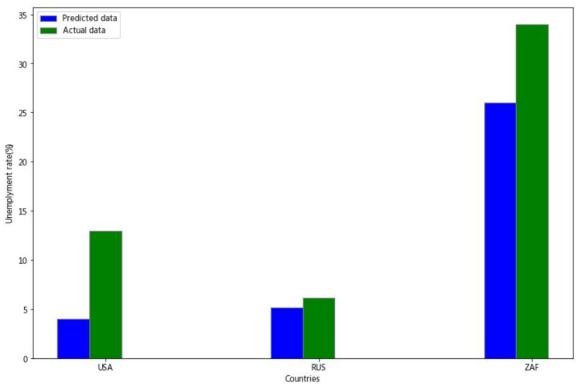 Predicted data
Actual data
35
30
25
20
15
10
5
0
Unemplyment rate(%)
USA
RUS
ZAF
Countries